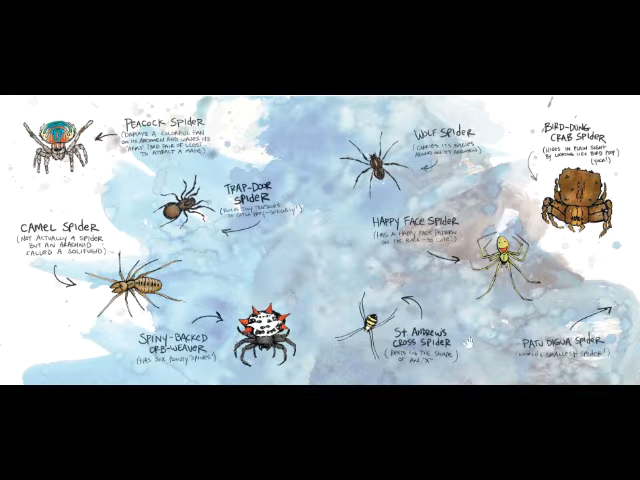 PEACOCK SPIDER
(DISPLAYS A COLORFUL FAN
ON ITS ABDOMEN AND WAVES ITS
"ARMS" (3RD PAIR OF LEGS)
TO ATTRACT A MATE)
TRAP-DOOR
SPIDER
CAMEL SPIDER
(NOT ACTUALLY A SPIDER
BUT AN ARACHNID
CALLED A SOLIFUGID)
SPINY-BACKED
ORB-WEAVER
(HAS SIX POINTY SPIDES!)
WOLF SPIDER
(CARRIES ITS BABIES
AROUND ON ITS ABDOMEN)
BIRD-DUNG
CRAB SPIDER
(HIDES IN PLAIN SIGHT
BY LOOKING LIKE BIRD POOP)
(YUCK!)
HAPPY FACE SPIDER
(HAS A HAPPY FACE PATTERN
ON ITS BACK - SO CUTE!)
ST ANDREW'S
CROSS SPIDER
(RESTS IN THE SHAPE
OF AN "X")
PATU DIGUA SPIDER
(WORLD'S SMALLEST SPIDER!)